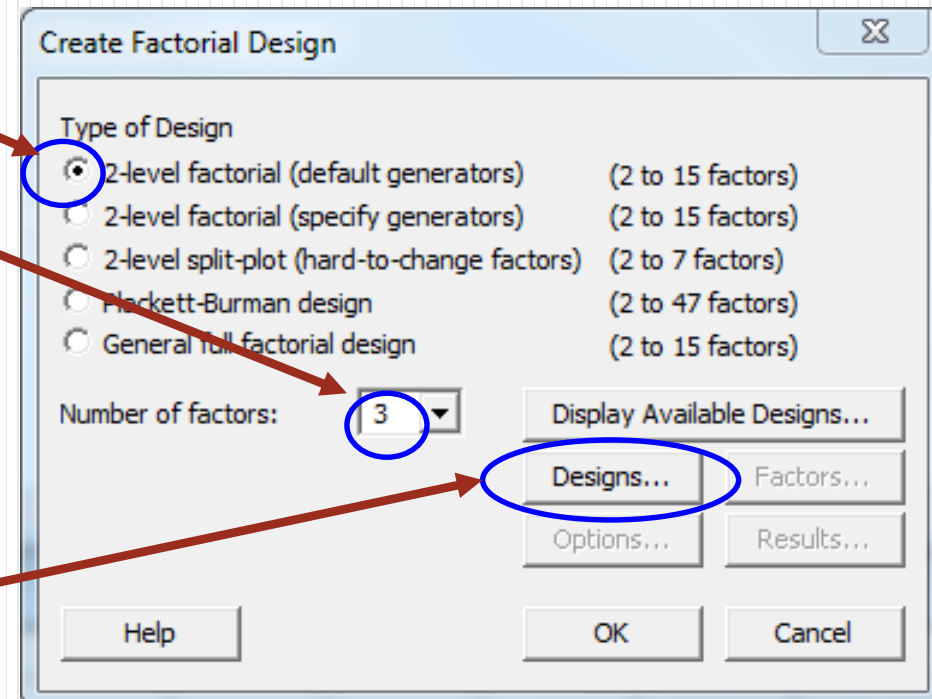 Create Factorial Design
Type of Design
2-level factorial (default generators) (2 to 15 factors)
2-level factorial (specify generators) (2 to 15 factors)
2-level split-plot (hard-to-change factors) (2 to 7 factors)
Plackett-Burman design (2 to 47 factors)
General full factorial design (2 to 15 factors)
Number of factors: 3 Display Available Designs...
Designs... Factors...
Options... Results...
Help OK Cancel